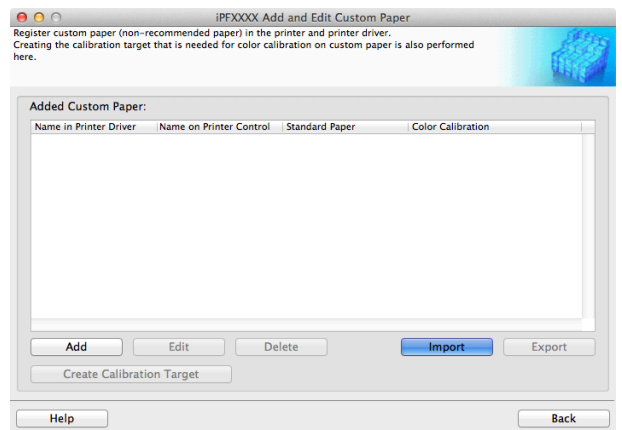 iPFXXXX Add and Edit Custom Paper
Register custom paper (non-recommended paper) in the printer and printer driver.
Creating the calibration target that is needed for color calibration on custom paper is also performed
here.
Added Custom Paper:
Name in Printer Driver Name on Printer Control Standard Paper Color Calibration
Add Edit Delete Import Export
Create Calibration Target
Help Back